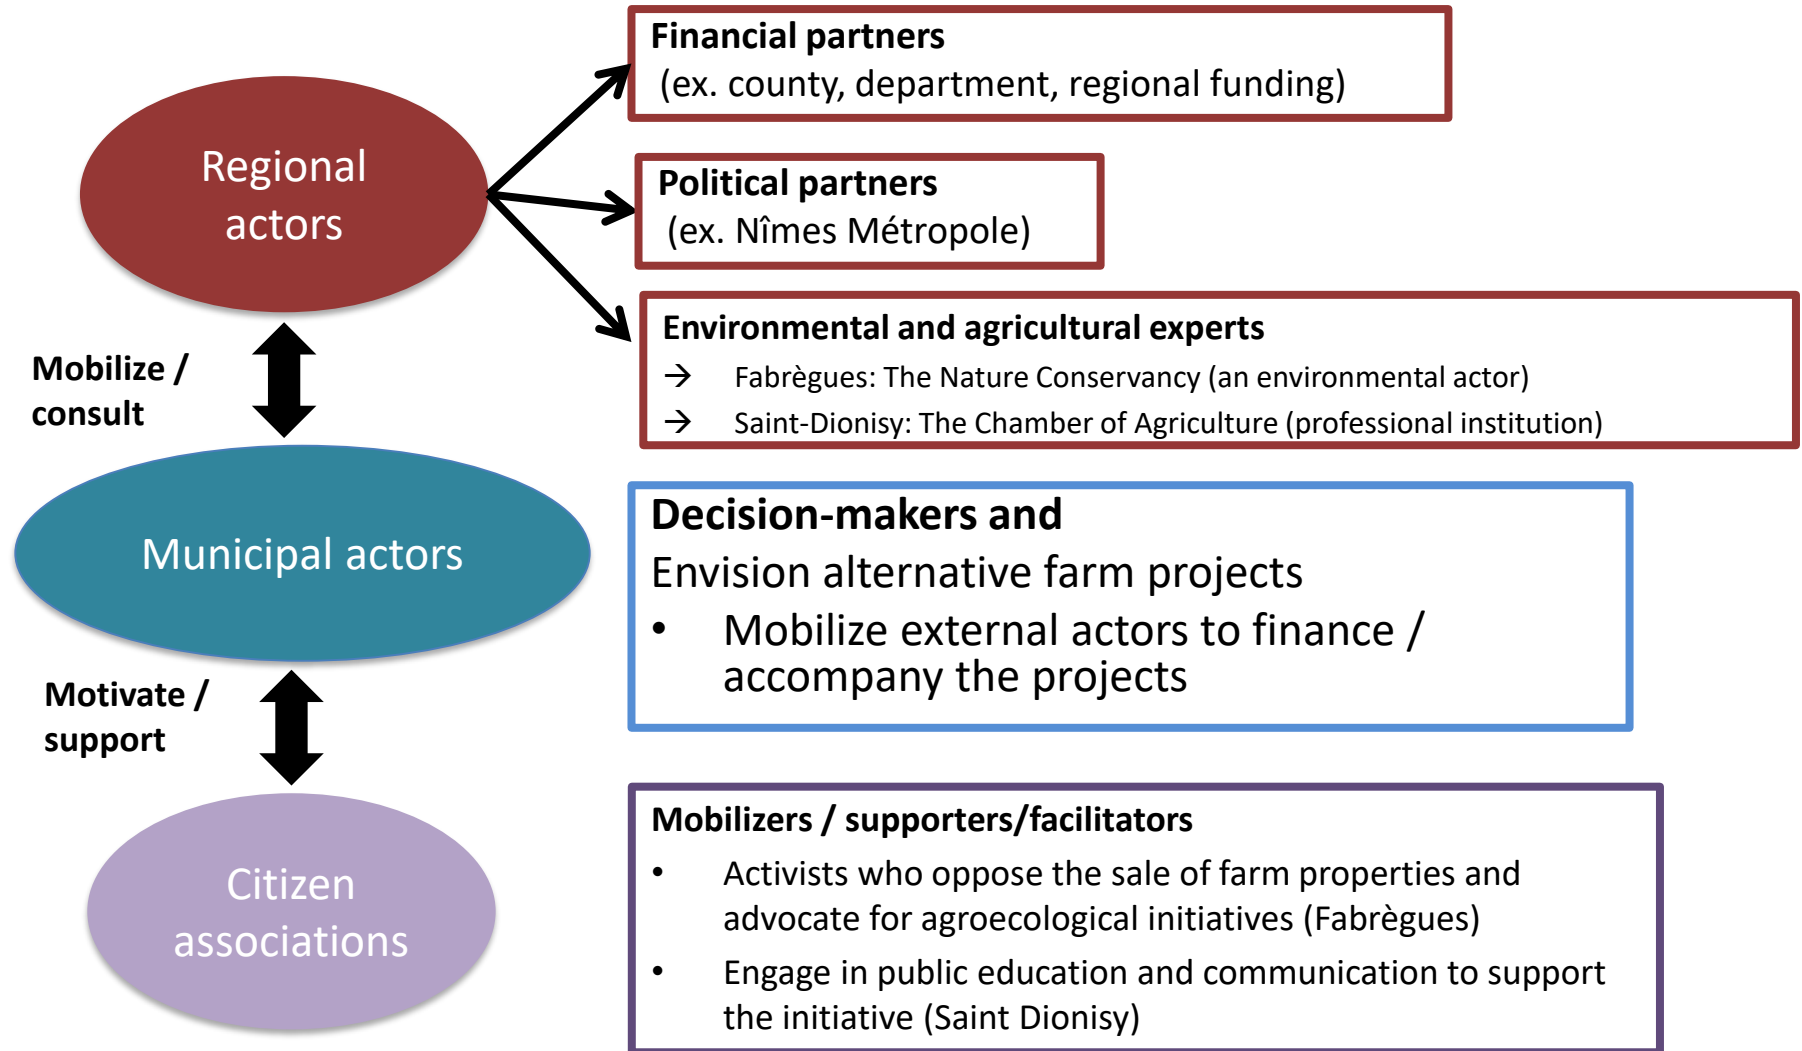 Financial partners
(ex. county, department, regional funding)
Regional
actors
Political partners
(ex. Nîmes Métropole)
Environmental and agricultural experts
→ Fabrègues: The Nature Conservancy (an environmental actor)
→ Saint-Dionisy: The Chamber of Agriculture (professional institution)
Mobilize /
consult
Municipal actors
Decision-makers and
Envision alternative farm projects
• Mobilize external actors to finance /
accompany the projects
Motivate /
support
Citizen
associations
Mobilizers / supporters/facilitators
• Activists who oppose the sale of farm properties and
advocate for agroecological initiatives (Fabrègues)
• Engage in public education and communication to support
the initiative (Saint Dionisy)